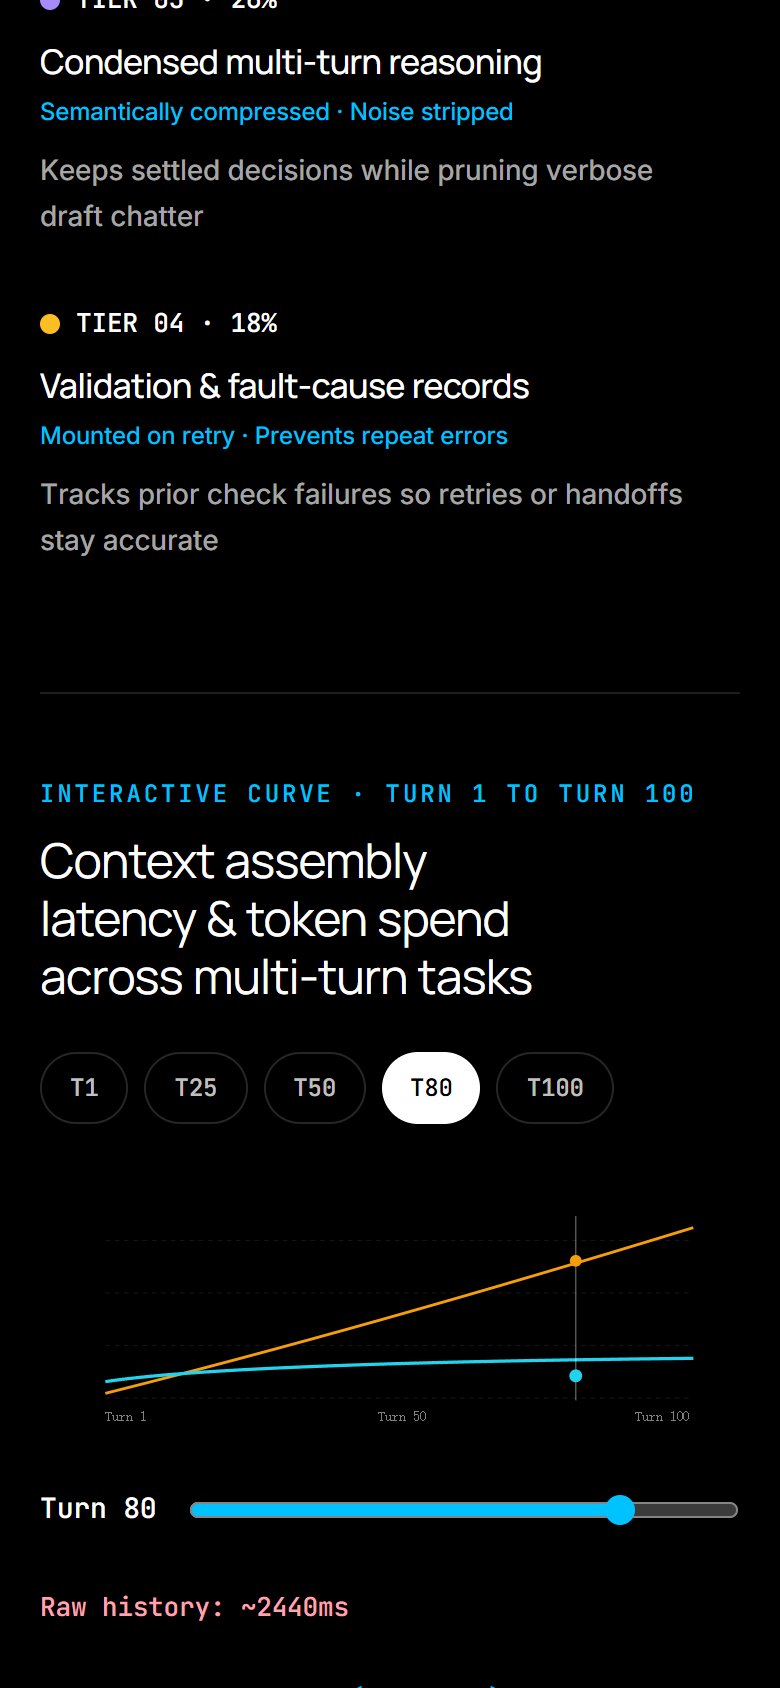 TIER 03 · 28%
Condensed multi-turn reasoning
Semantically compressed · Noise stripped
Keeps settled decisions while pruning verbose
draft chatter
TIER 04 · 18%
Validation & fault-cause records
Mounted on retry · Prevents repeat errors
Tracks prior check failures so retries or handoffs
stay accurate
INTERACTIVE CURVE · TURN 1 TO TURN 100
Context assembly
latency & token spend
across multi-turn tasks
T1 T25 T50 T80 T100
Turn 1 Turn 50 Turn 100
Turn 80
Raw history: ~2440ms